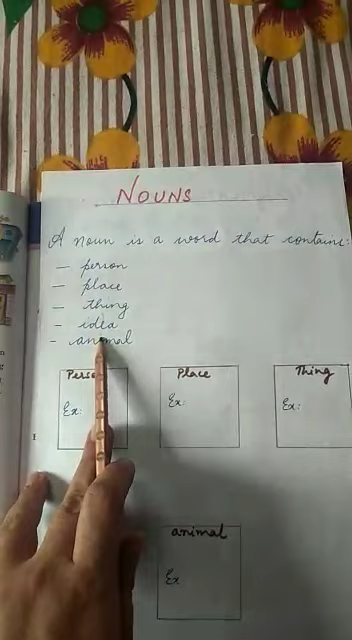 NOUNS
A noun is a word that contains:
- person
- place
- thing
- idea
- animal
Place
Thing
Ex:
Ex:
Ex:
animal
Ex